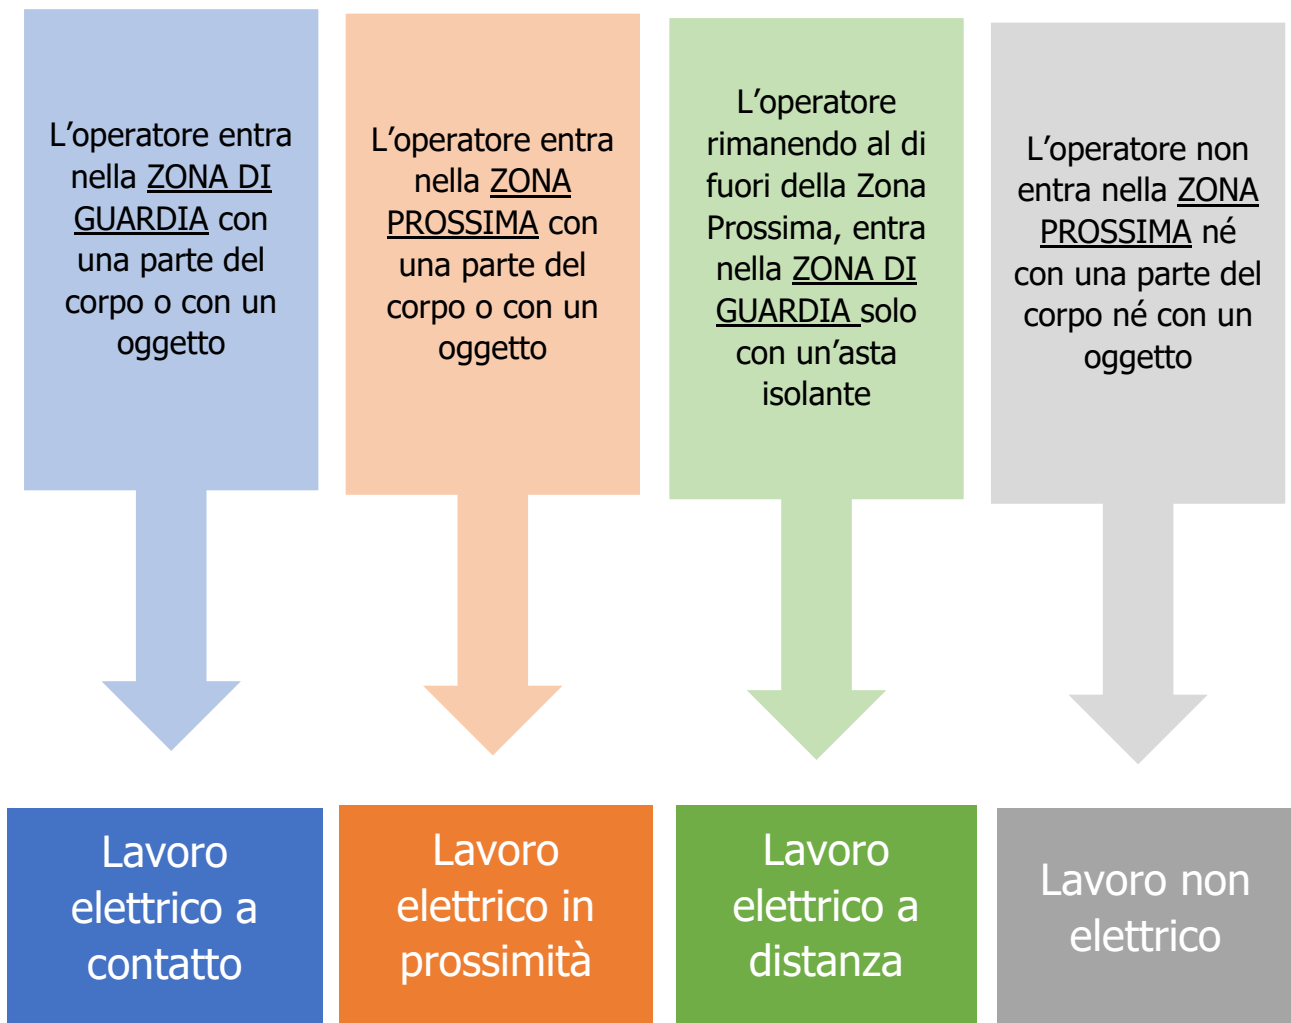 L'operatore entra
nella ZONA DI
GUARDIA con
una parte del
corpo o con un
oggetto
L'operatore entra
nella ZONA
PROSSIMA con
una parte del
corpo o con un
oggetto
L'operatore
rimanendo al di
fuori della Zona
Prossima, entra
nella ZONA DI
GUARDIA solo
con un'asta
isolante
L'operatore non
entra nella ZONA
PROSSIMA né
con una parte del
corpo né con un
oggetto
Lavoro
elettrico a
contatto
Lavoro
elettrico in
prossimità
Lavoro
elettrico a
distanza
Lavoro non
elettrico